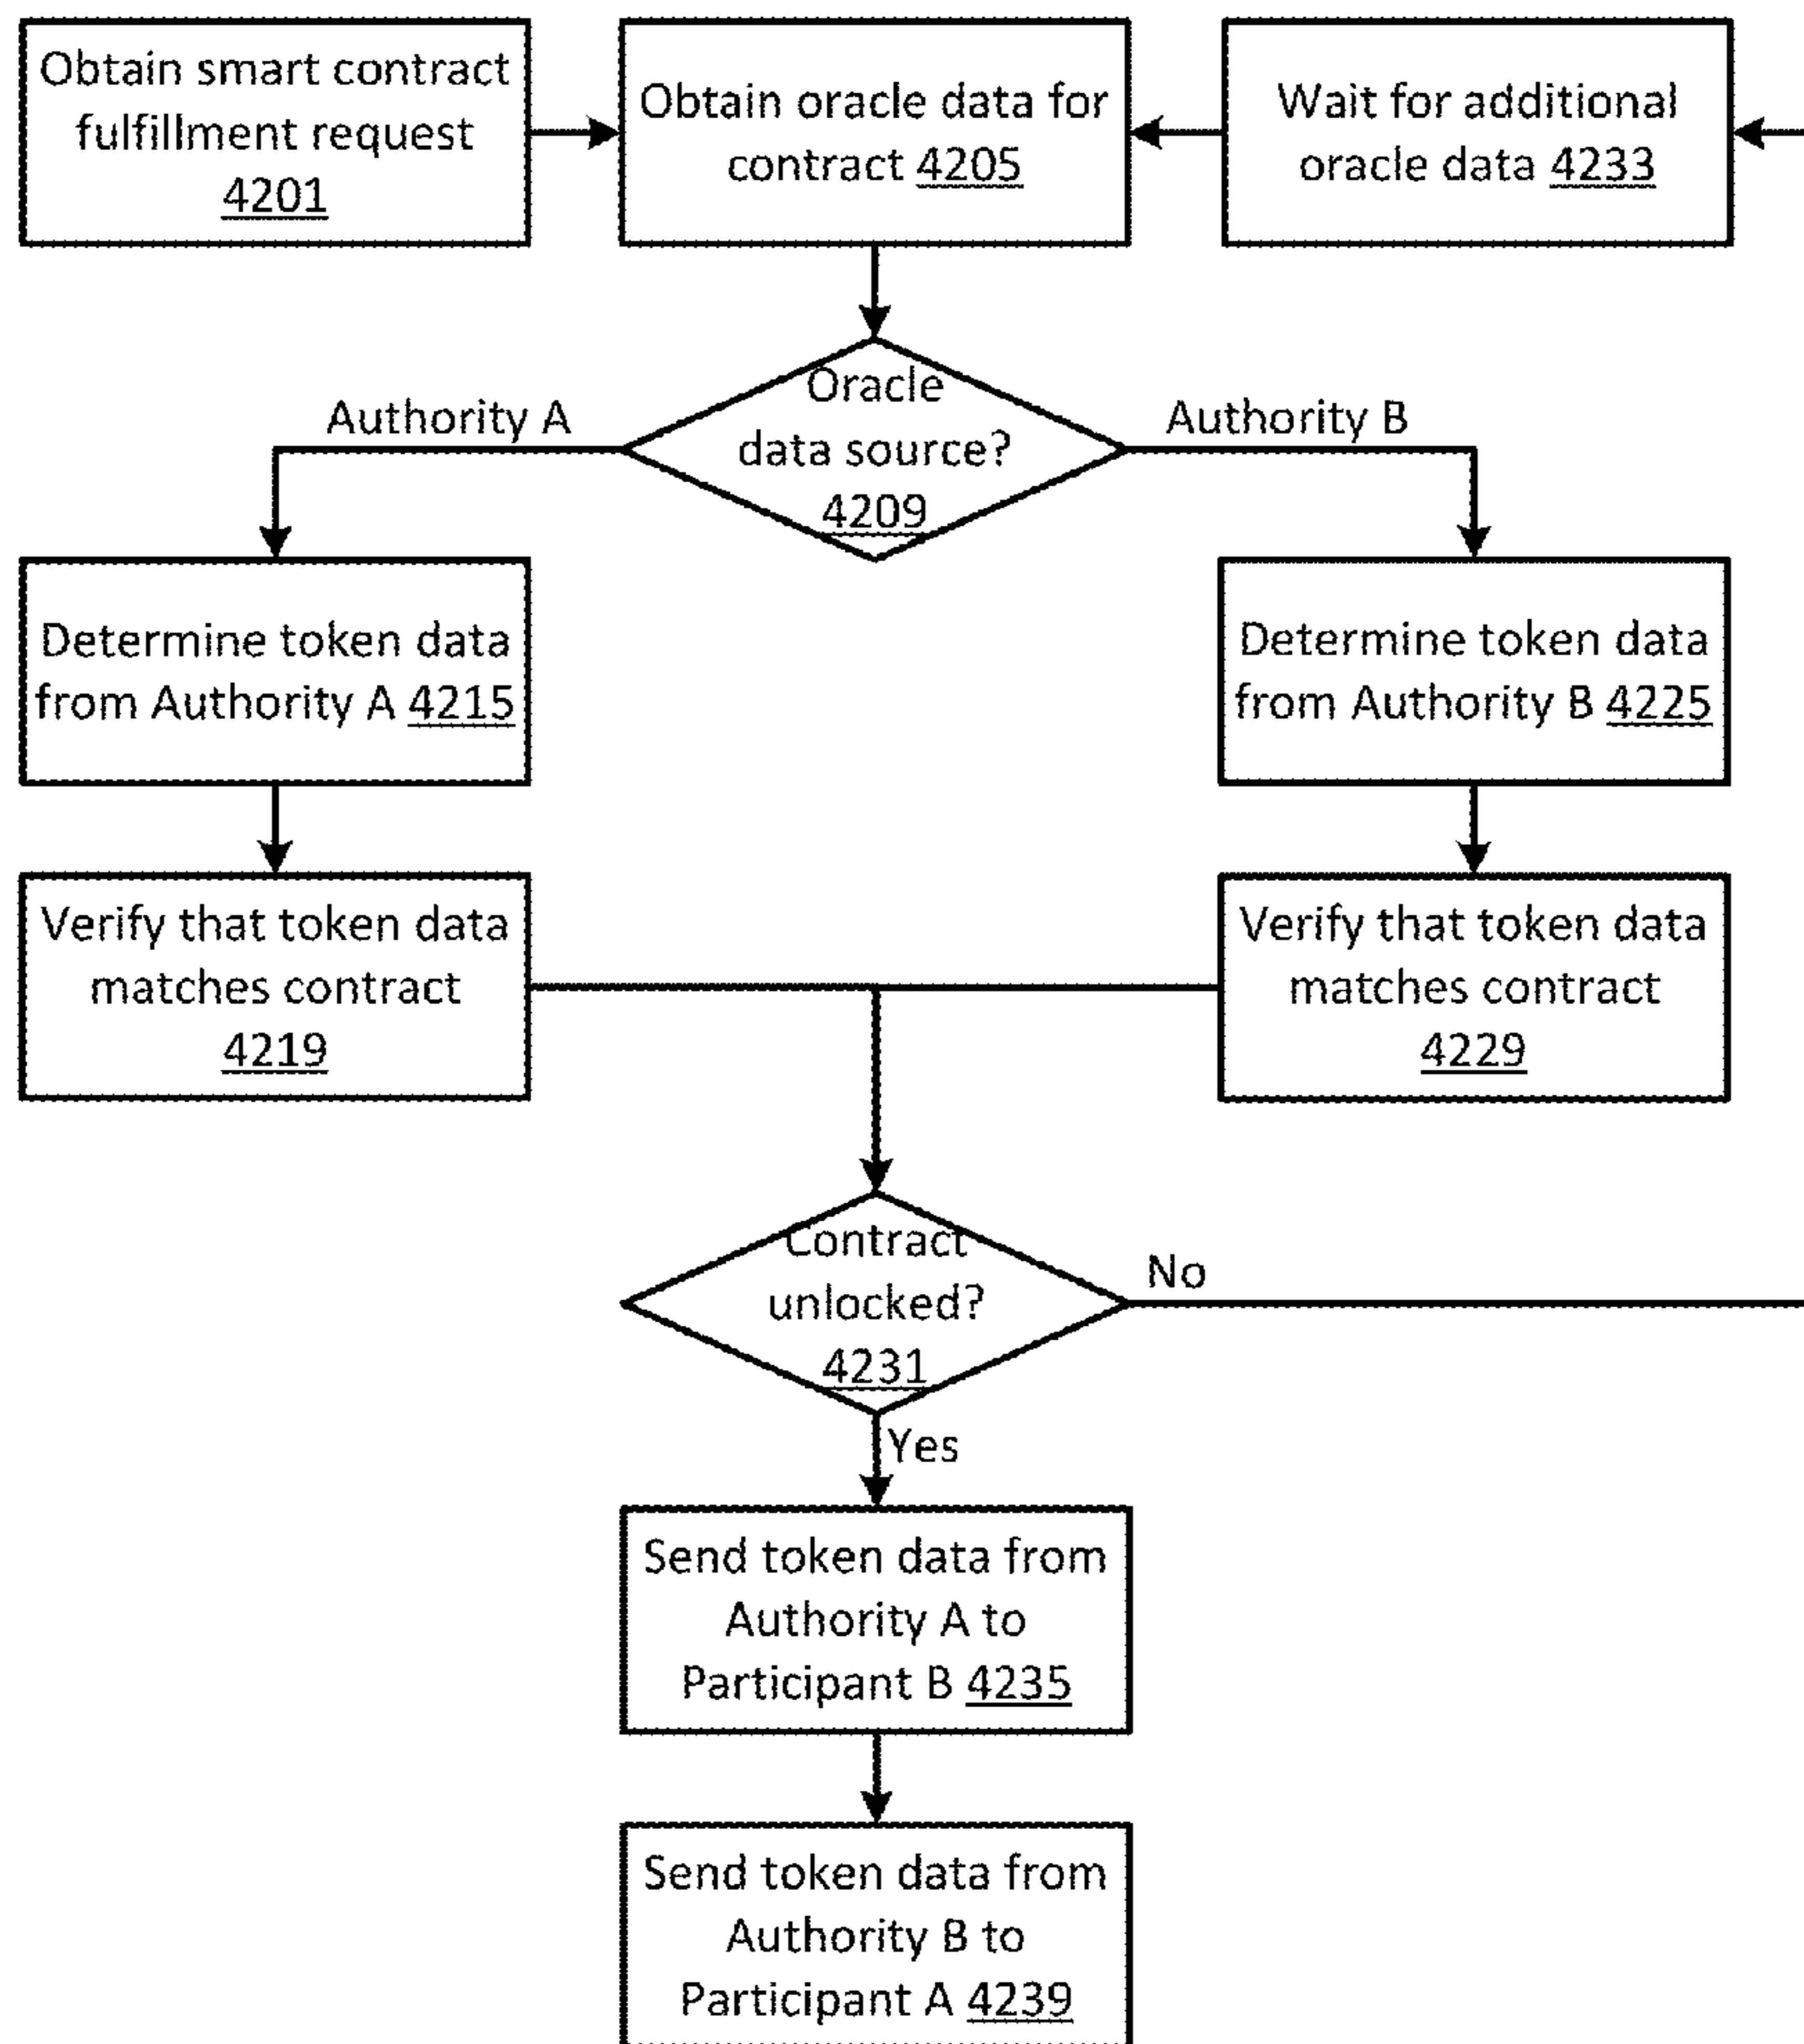 Obtain smart contract
fulfillment request
4201
Obtain oracle data for
contract 4205
Wait for additional
oracle data 4233
Oracle
data source?
4209
Authority A
Authority B
Determine token data
from Authority A 4215
Determine token data
from Authority B 4225
Verify that token data
matches contract
4219
Verify that token data
matches contract
4229
Contract
unlocked?
4231
No
Yes
Send token data from
Authority A to
Participant B 4235
Send token data from
Authority B to
Participant A 4239